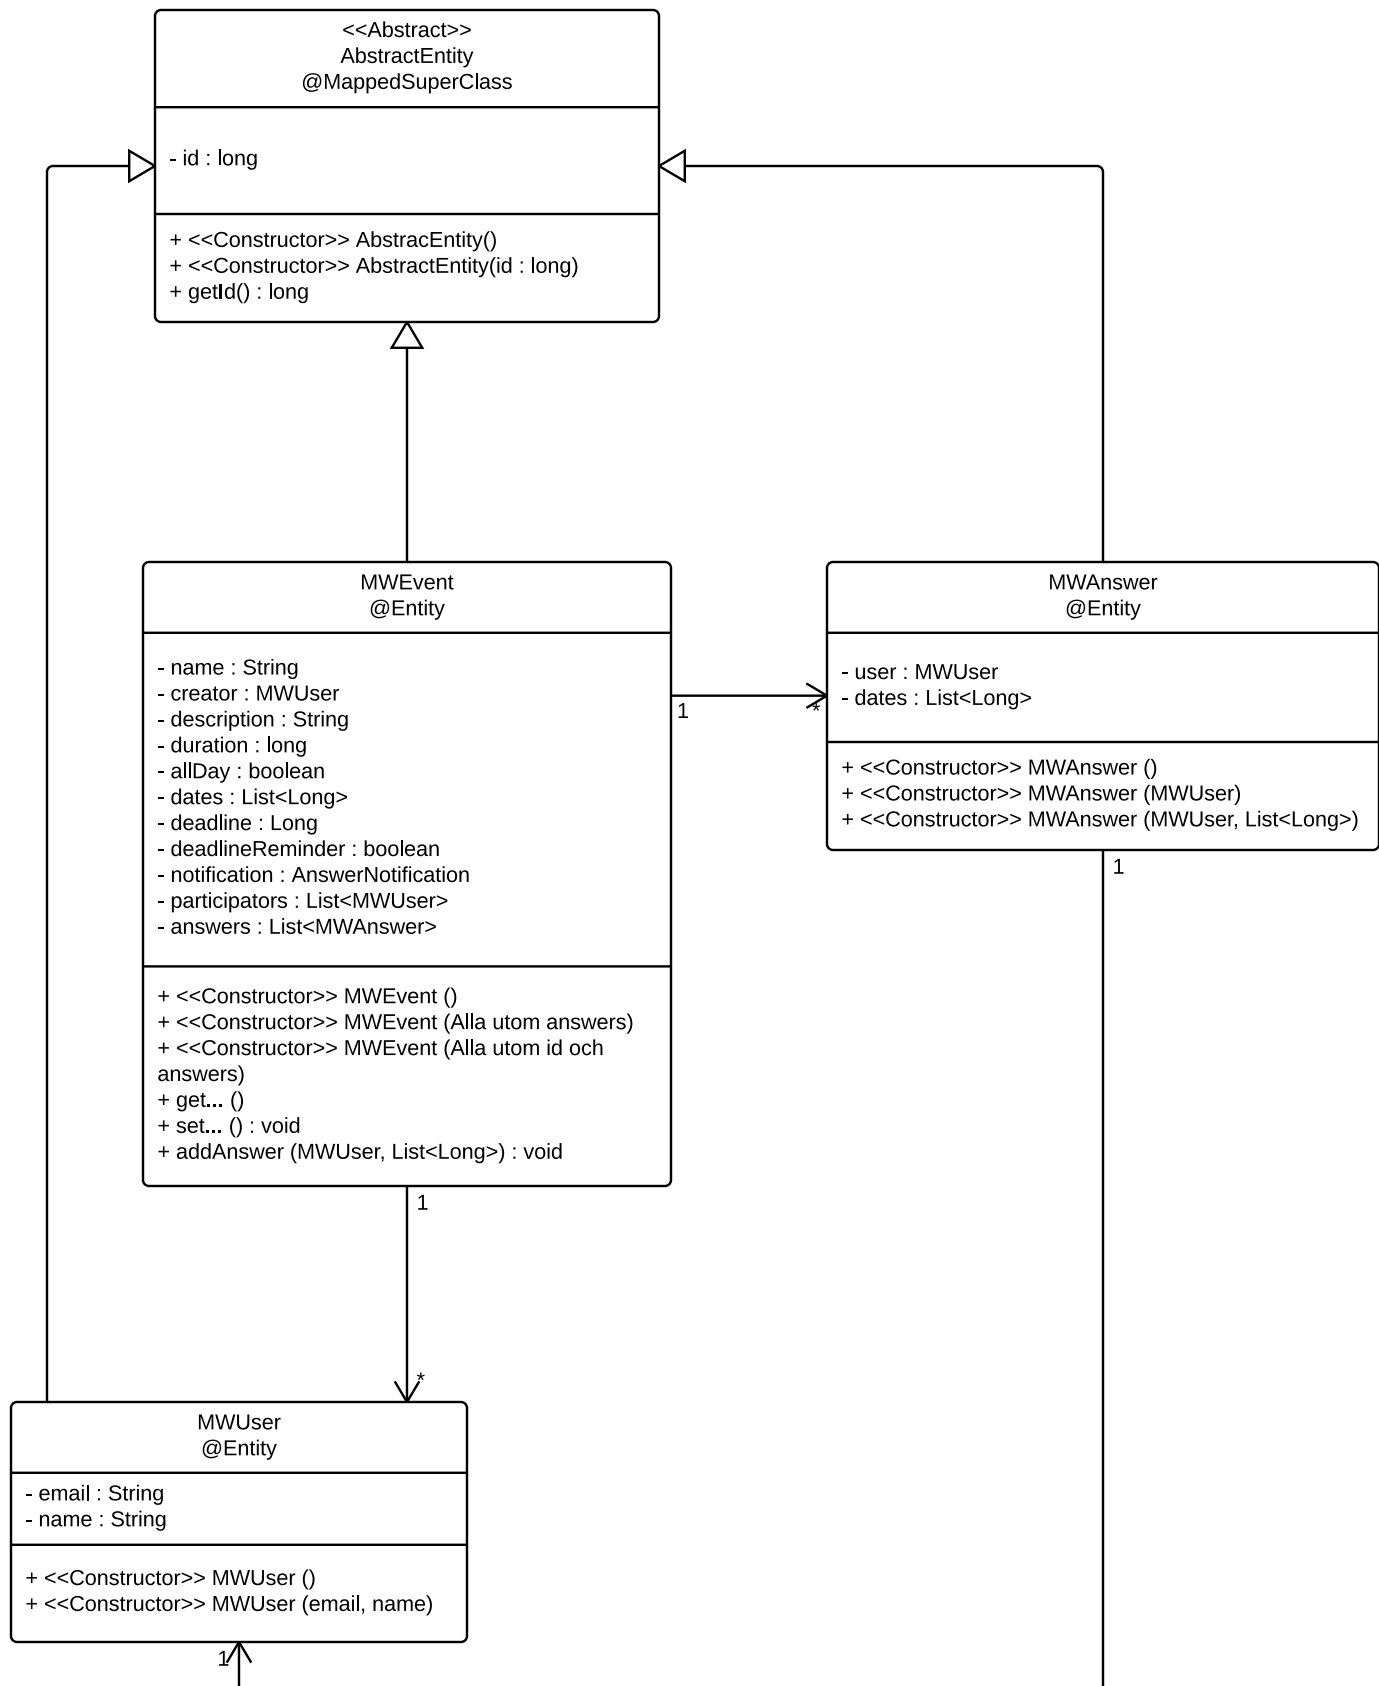 <<Abstract>>
AbstractEntity
@MappedSuperClass
- id : long
+ <<Constructor>> AbstracEntity()
+ <<Constructor>> AbstractEntity(id : long)
+ getId() : long
MWEvent
@Entity
- name : String
- creator : MWUser
- description : String
- duration : long
- allDay : boolean
- dates : List<Long>
- deadline : Long
- deadlineReminder : boolean
- notification : AnswerNotification
- participators : List<MWUser>
- answers : List<MWAnswer>
+ <<Constructor>> MWEvent ()
+ <<Constructor>> MWEvent (Alla utom answers)
+ <<Constructor>> MWEvent (Alla utom id och
answers)
+ get... ()
+ set... () : void
+ addAnswer (MWUser, List<Long>) : void
1
*
MWAnswer
@Entity
- user : MWUser
- dates : List<Long>
+ <<Constructor>> MWAnswer ()
+ <<Constructor>> MWAnswer (MWUser)
+ <<Constructor>> MWAnswer (MWUser, List<Long>)
1
1
*
MWUser
@Entity
- email : String
- name : String
+ <<Constructor>> MWUser ()
+ <<Constructor>> MWUser (email, name)
1